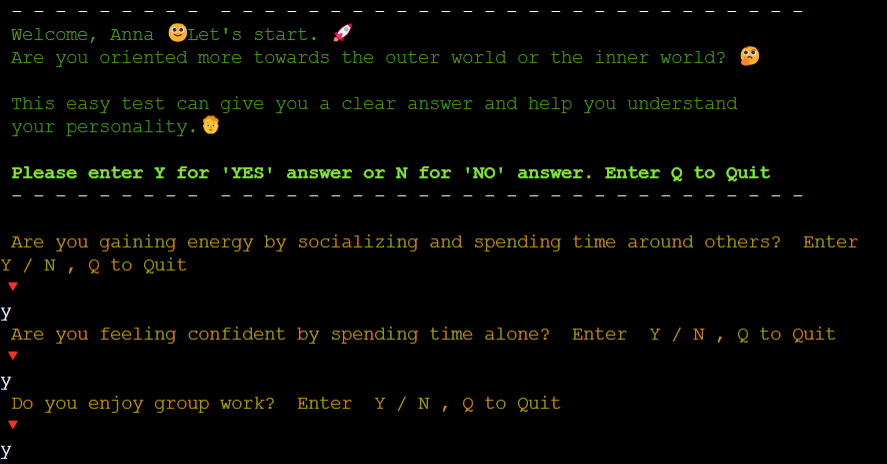 - - - - - - - - -  - - - - - - - - - - - - - - - - - - - - - - - - - - -
Welcome, Anna 🙂Let's start. 🚀
Are you oriented more towards the outer world or the inner world? 🤔
This easy test can give you a clear answer and help you understand
your personality.🧑
Please enter Y for 'YES' answer or N for 'NO' answer. Enter Q to Quit
- - - - - - - - -  - - - - - - - - - - - - - - - - - - - - - - - - - - -
Are you gaining energy by socializing and spending time around others?  Enter
Y / N , Q to Quit
🔻
y
Are you feeling confident by spending time alone?  Enter  Y / N , Q to Quit
🔻
y
Do you enjoy group work?  Enter  Y / N , Q to Quit
🔻
y